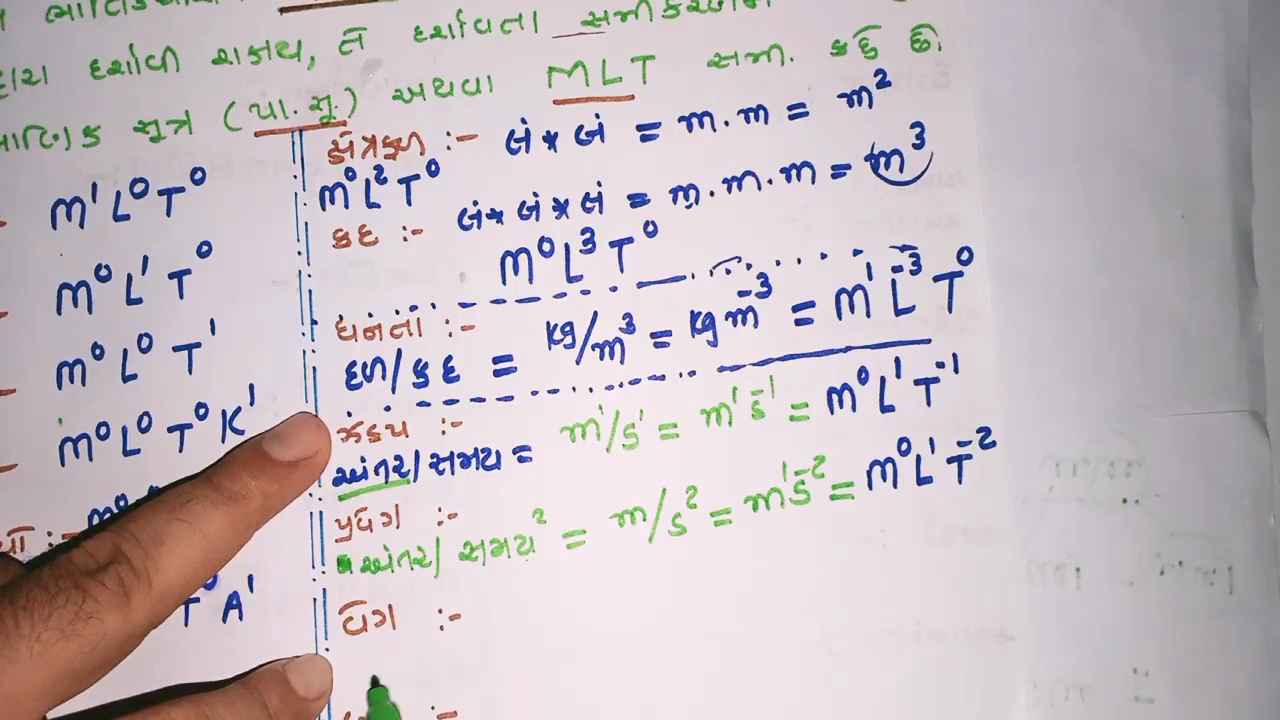 દર્શાવી શકાય, તે દર્શાવતા સમીકરણને
સૂત્ર (પા. સૂ.) અથવા MLT સમી. કહે છે.
M¹L⁰T⁰
M⁰L¹T⁰
M⁰L⁰T¹
M⁰L⁰T⁰K¹
T⁰A¹
ક્ષેત્રફળ :- લં * લં = m.m = m²
M⁰L²T⁰
કદ :- લં * લં * લં = m.m.m = m³
M⁰L³T⁰
ઘનતા :-
દળ/કદ = kg/m³ = kg m⁻³ = M¹L⁻³T⁰
ઝડપ :-
અંતર/સમય = m¹/s¹ = m¹s⁻¹ = M⁰L¹T⁻¹
પ્રવેગ :-
અંતર/સમય² = m/s² = m¹s⁻² = M⁰L¹T⁻²
વેગ :-